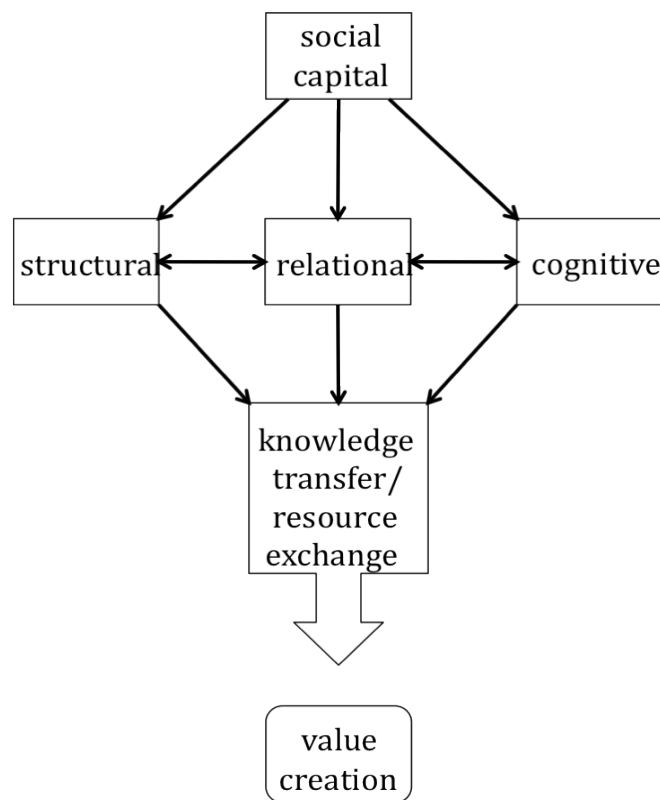 social
capital
structural
relational
cognitive
knowledge
transfer/
resource
exchange
value
creation